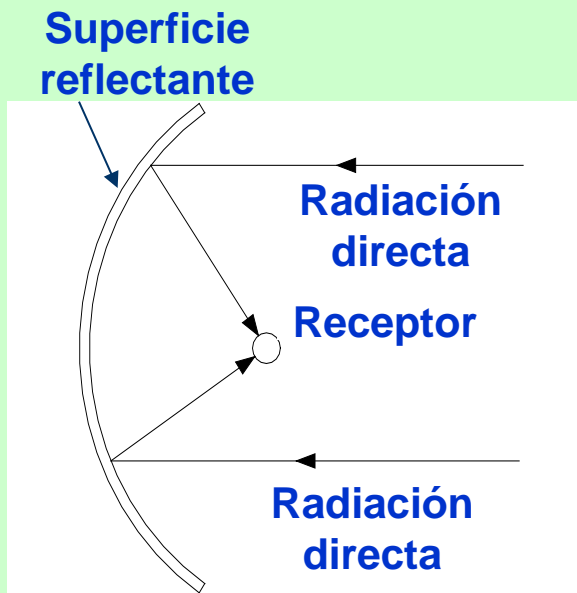 Superficie
reflectante
Radiación
directa
Receptor
Radiación
directa